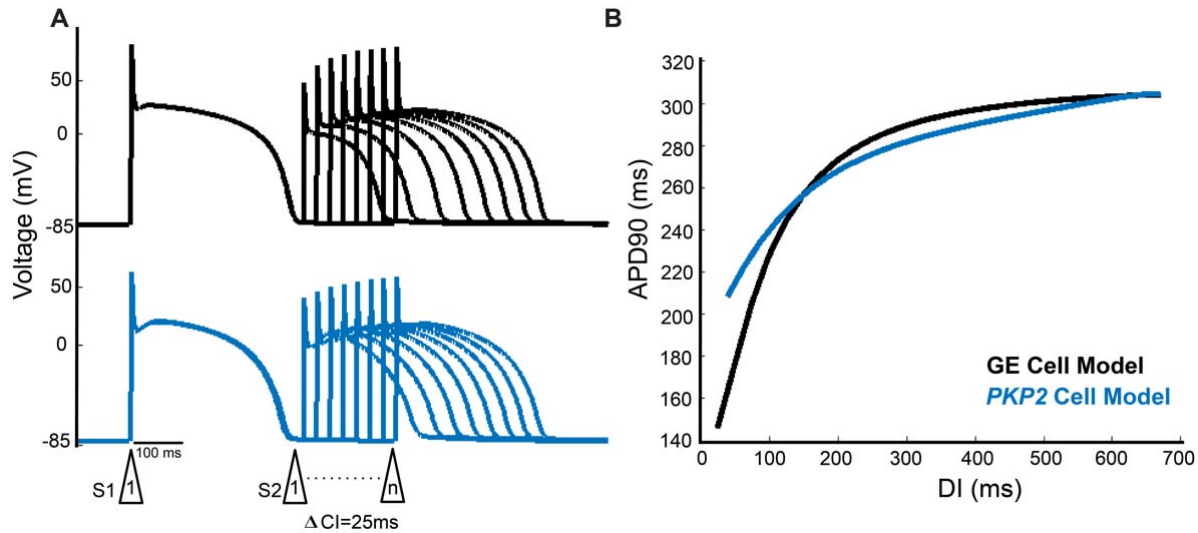 A
B
Voltage (mV)
50
0
-85
50
0
-85
100 ms
S1 1
S2 1 .......... n
Δ CI=25ms
APD90 (ms)
320
300
280
260
240
220
200
180
160
140
GE Cell Model
PKP2 Cell Model
0 100 200 300 400 500 600 700
DI (ms)